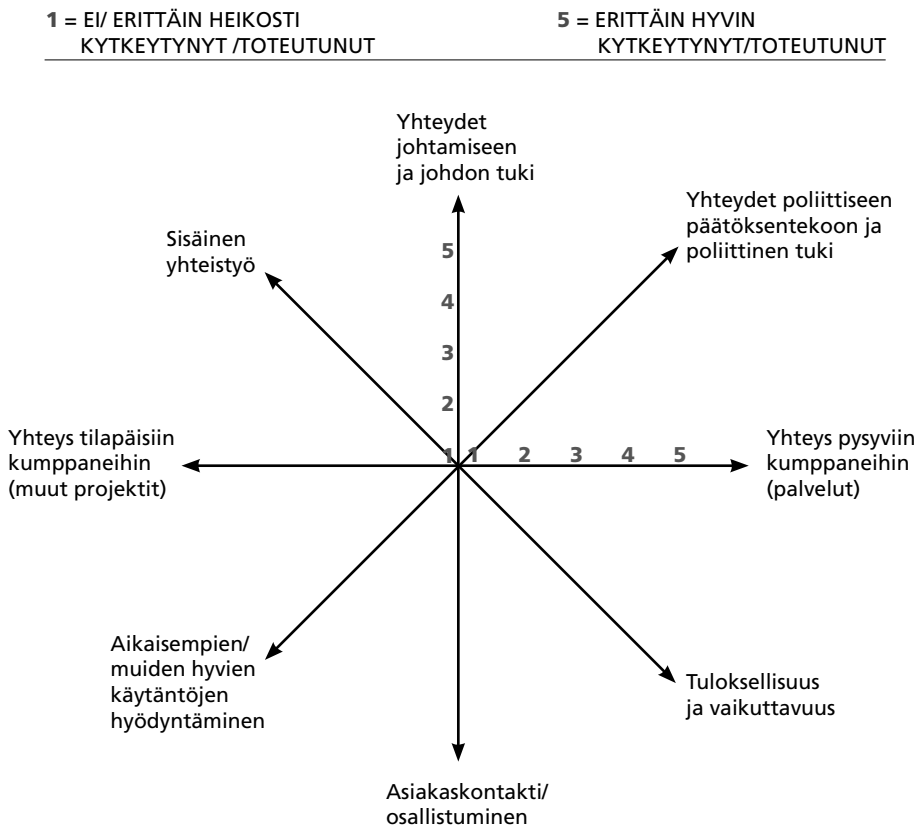 1 = EI/ ERITTÄIN HEIKOSTI
KYTKEYTYNYT /TOTEUTUNUT
5 = ERITTÄIN HYVIN
KYTKEYTYNYT/TOTEUTUNUT
Yhteydet
johtamiseen
ja johdon tuki
Yhteydet poliittiseen
päätöksentekoon ja
poliittinen tuki
Sisäinen
yhteistyö
5
4
3
2
1 1 2 3 4 5
Yhteys tilapäisiin
kumppaneihin
(muut projektit)
Yhteys pysyviin
kumppaneihin
(palvelut)
Aikaisempien/
muiden hyvien
käytäntöjen
hyödyntäminen
Tuloksellisuus
ja vaikuttavuus
Asiakaskontakti/
osallistuminen